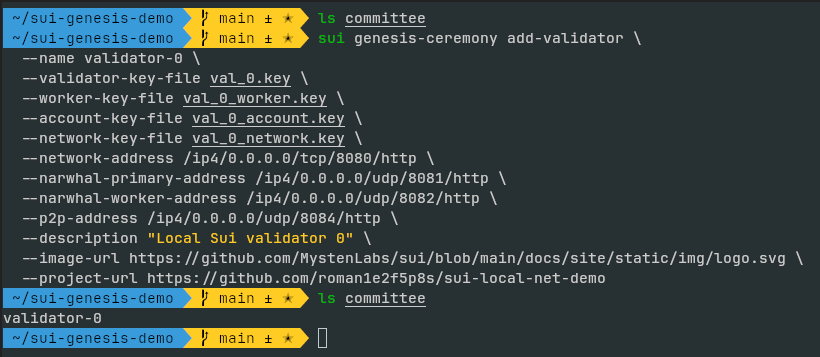 ~/sui-genesis-demo main ± ★ ls committee
~/sui-genesis-demo main ± ★ sui genesis-ceremony add-validator \
--name validator-0 \
--validator-key-file val_0.key \
--worker-key-file val_0_worker.key \
--account-key-file val_0_account.key \
--network-key-file val_0_network.key \
--network-address /ip4/0.0.0.0/tcp/8080/http \
--narwhal-primary-address /ip4/0.0.0.0/udp/8081/http \
--narwhal-worker-address /ip4/0.0.0.0/udp/8082/http \
--p2p-address /ip4/0.0.0.0/udp/8084/http \
--description "Local Sui validator 0" \
--image-url https://github.com/MystenLabs/sui/blob/main/docs/site/static/img/logo.svg \
--project-url https://github.com/roman1e2f5p8s/sui-local-net-demo
~/sui-genesis-demo main ± ★ ls committee
validator-0
~/sui-genesis-demo main ± ★